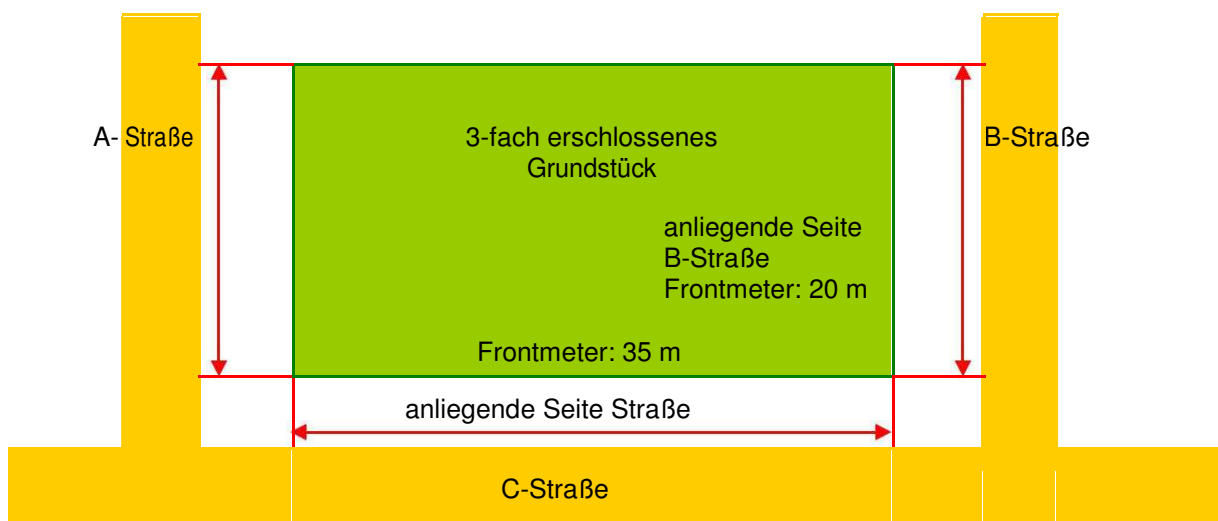 A- Straße
3-fach erschlossenes
Grundstück
B-Straße
anliegende Seite
B-Straße
Frontmeter: 20 m
Frontmeter: 35 m
anliegende Seite Straße
C-Straße